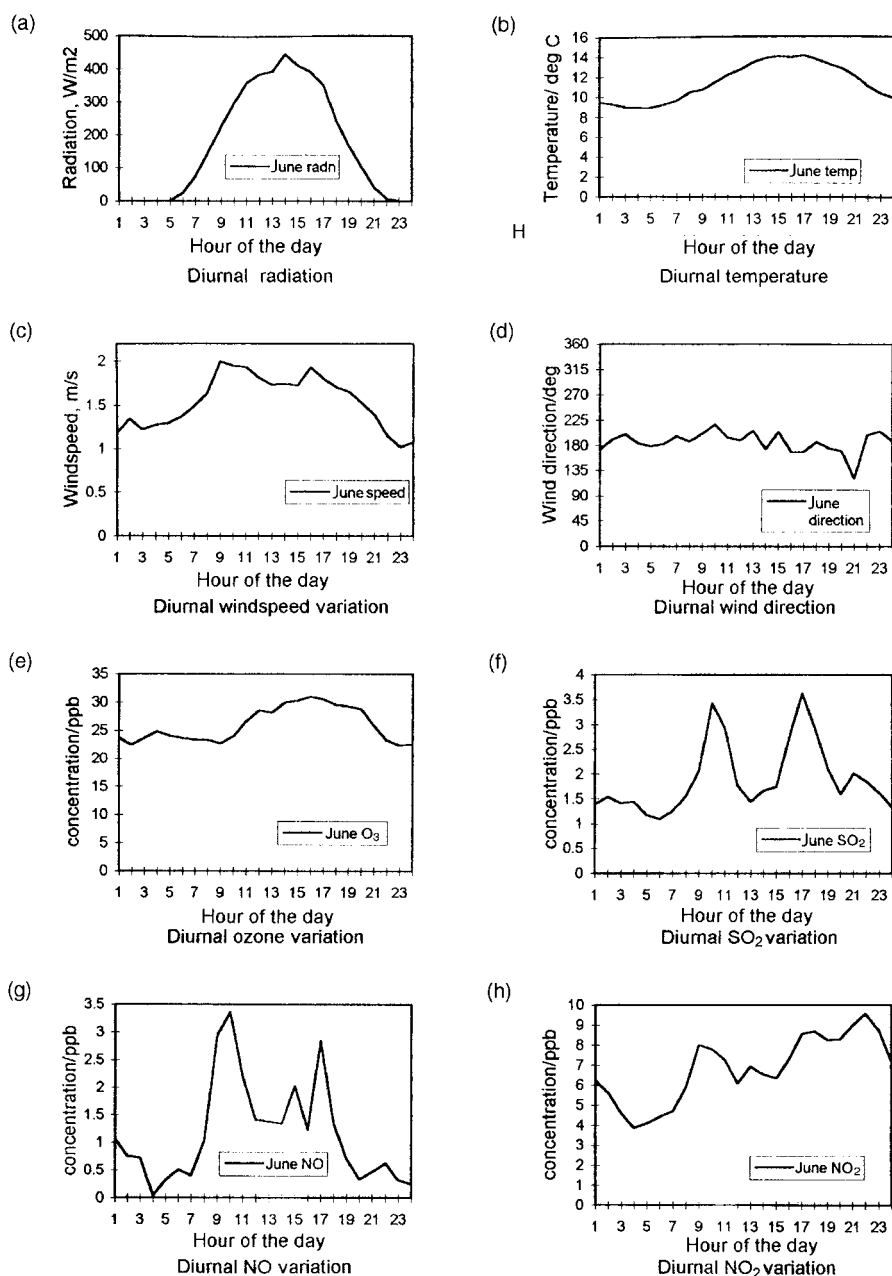 (a)
500
400
300
200
100
0
Radiation, W/m2
June radn
1 3 5 7 9 11 13 15 17 19 21 23
Hour of the day
Diurnal radiation
(b)
16
14
12
10
8
6
4
2
0
Temperature/ deg C
June temp
1 3 5 7 9 11 13 15 17 19 21 23
H
Hour of the day
Diurnal temperature
(c)
2
1.5
1
0.5
0
Windspeed, m/s
June speed
1 3 5 7 9 11 13 15 17 19 21 23
Hour of the day
Diurnal windspeed variation
(d)
360
315
270
225
180
135
90
45
0
Wind direction/deg
June
direction
1 3 5 7 9 11 13 15 17 19 21 23
Hour of the day
Diurnal wind direction
(e)
35
30
25
20
15
10
5
0
concentration/ppb
June O₃
1 3 5 7 9 11 13 15 17 19 21 23
Hour of the day
Diurnal ozone variation
(f)
4
3.5
3
2.5
2
1.5
1
0.5
0
concentration/ppb
June SO₂
1 3 5 7 9 11 13 15 17 19 21 23
Hour of the day
Diurnal SO₂ variation
(g)
3.5
3
2.5
2
1.5
1
0.5
0
concentration/ppb
June NO
1 3 5 7 9 11 13 15 17 19 21 23
Hour of the day
Diurnal NO variation
(h)
10
9
8
7
6
5
4
3
2
1
0
concentration/ppb
June NO₂
1 3 5 7 9 11 13 15 17 19 21 23
Hour of the day
Diurnal NO₂ variation